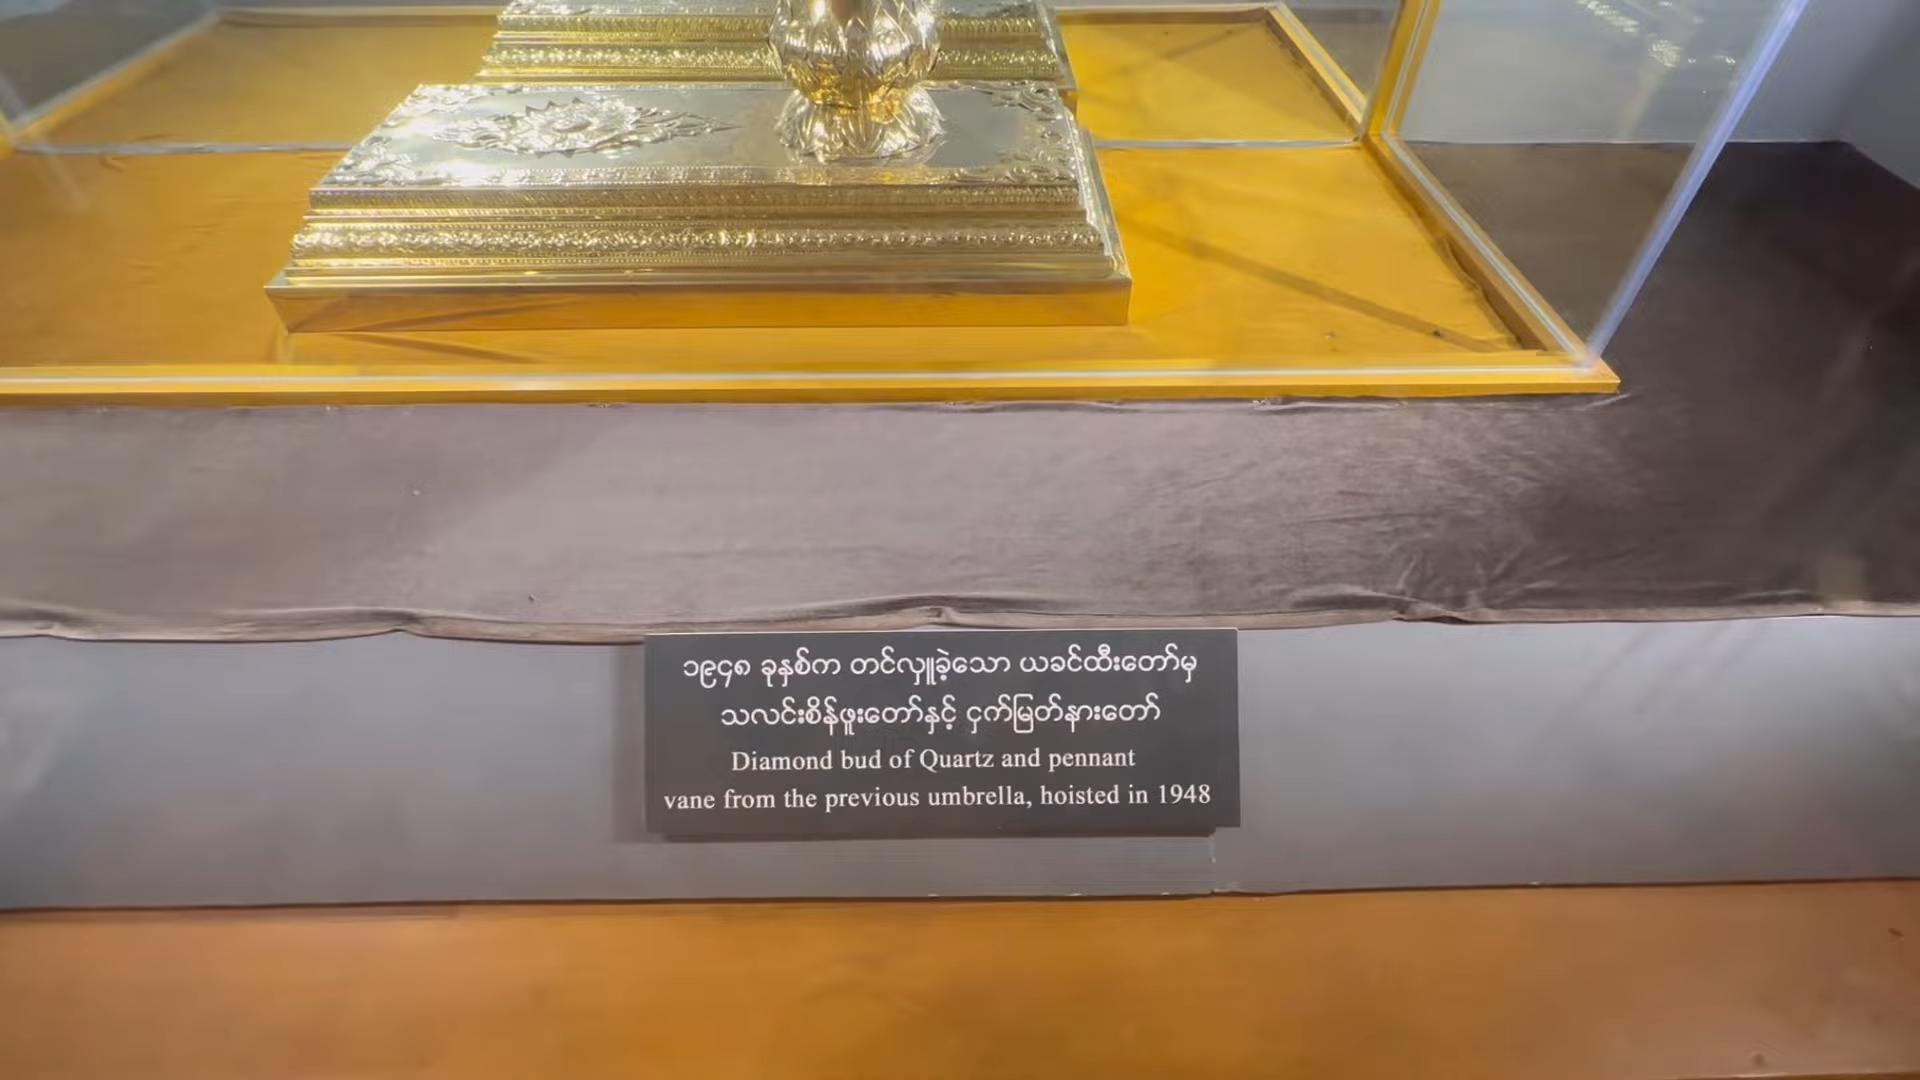 ၁၉၄၈ ခုနှစ်က တင်လှူခဲ့သော ယခင်ထီးတော်မှ
သလင်းစိန်ဖူးတော်နှင့် ငှက်မြတ်နားတော်
Diamond bud of Quartz and pennant
vane from the previous umbrella, hoisted in 1948